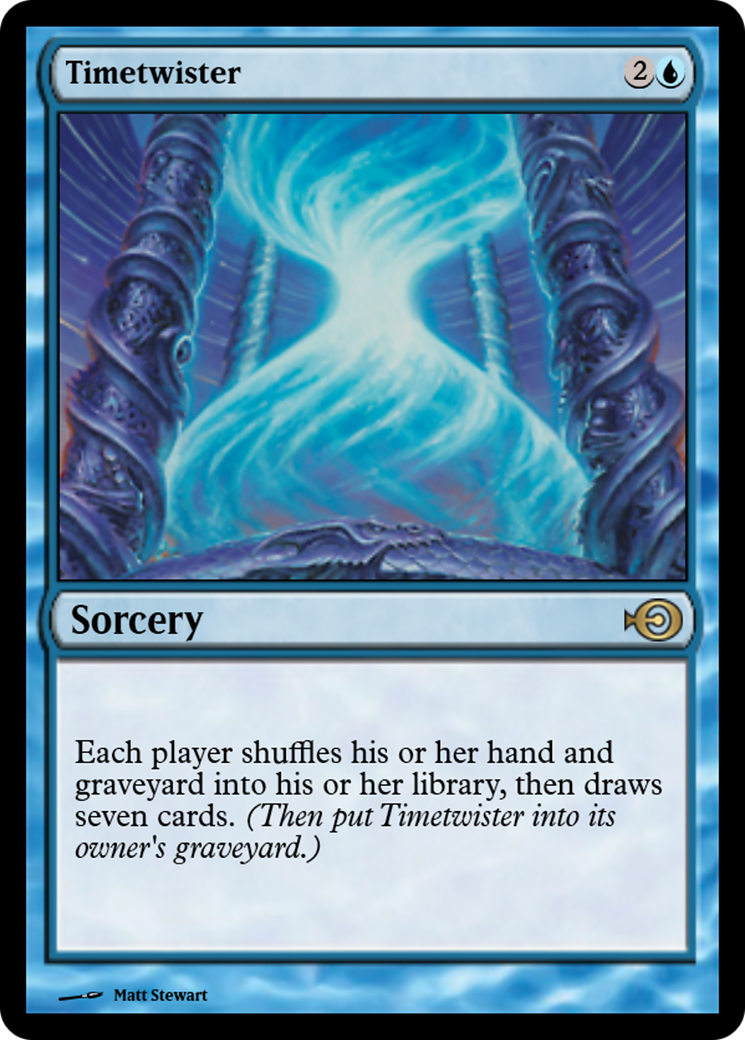 Timetwister 2
Sorcery
Each player shuffles his or her hand and
graveyard into his or her library, then draws
seven cards. (Then put Timetwister into its
owner's graveyard.)
Matt Stewart